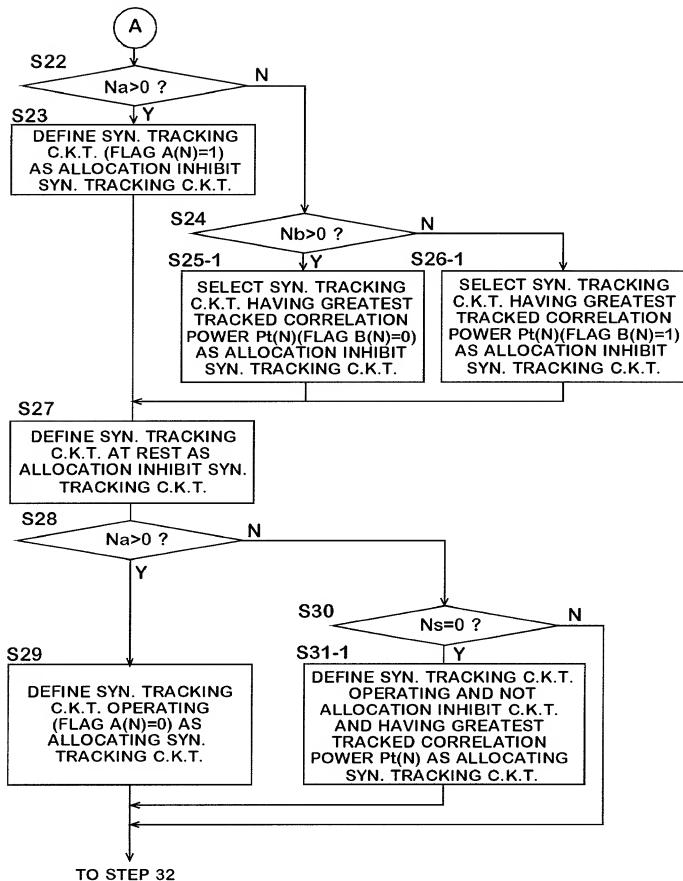 A
S22
Na>0 ?
N
Y
S23
DEFINE SYN. TRACKING
C.K.T. (FLAG A(N)=1)
AS ALLOCATION INHIBIT
SYN. TRACKING C.K.T.
S24
Nb>0 ?
N
Y
S25-1
SELECT SYN. TRACKING
C.K.T. HAVING GREATEST
TRACKED CORRELATION
POWER Pt(N)(FLAG B(N)=0)
AS ALLOCATION INHIBIT
SYN. TRACKING C.K.T.
S26-1
SELECT SYN. TRACKING
C.K.T. HAVING GREATEST
TRACKED CORRELATION
POWER Pt(N)(FLAG B(N)=1)
AS ALLOCATION INHIBIT
SYN. TRACKING C.K.T.
S27
DEFINE SYN. TRACKING
C.K.T. AT REST AS
ALLOCATION INHIBIT SYN.
TRACKING C.K.T.
S28
Na>0 ?
N
Y
S30
Ns=0 ?
N
Y
S29
DEFINE SYN. TRACKING
C.K.T. OPERATING
(FLAG A(N)=0) AS
ALLOCATING SYN.
TRACKING C.K.T.
S31-1
DEFINE SYN. TRACKING C.K.T.
OPERATING AND NOT
ALLOCATION INHIBIT C.K.T.
AND HAVING GREATEST
TRACKED CORRELATION
POWER Pt(N) AS ALLOCATING
SYN. TRACKING C.K.T.
TO STEP 32